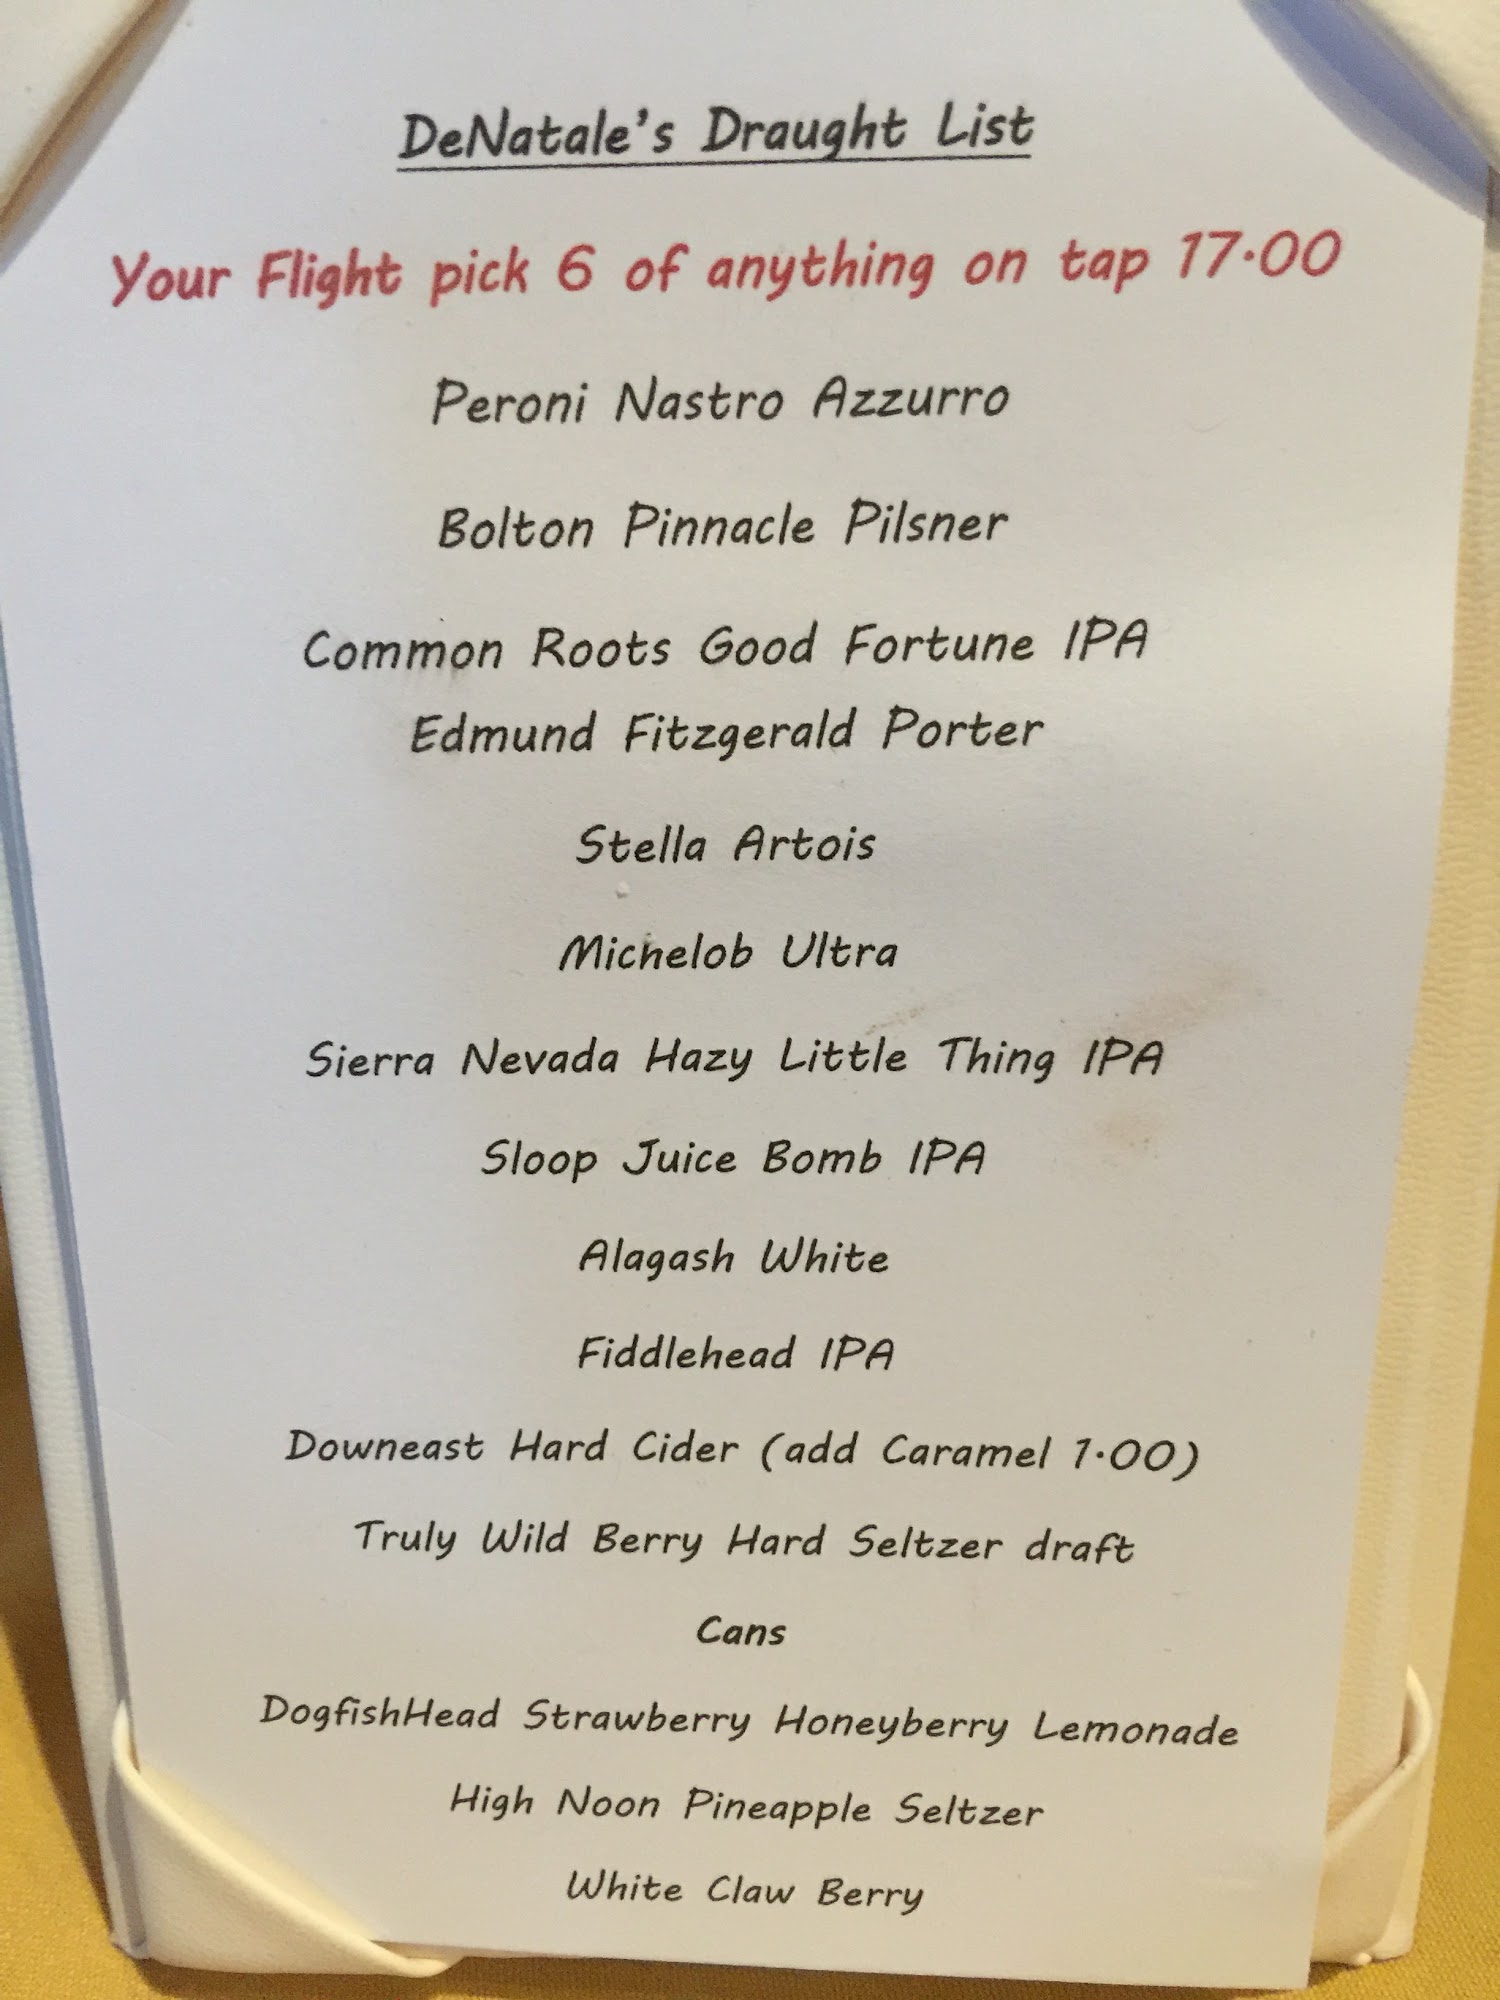 DeNatale's Draught List
Your Flight pick 6 of anything on tap 17.00
Peroni Nastro Azzurro
Bolton Pinnacle Pilsner
Common Roots Good Fortune IPA
Edmund Fitzgerald Porter
Stella Artois
Michelob Ultra
Sierra Nevada Hazy Little Thing IPA
Sloop Juice Bomb IPA
Alagash White
Fiddlehead IPA
Downeast Hard Cider (add Caramel 1.00)
Truly Wild Berry Hard Seltzer draft
Cans
DogfishHead Strawberry Honeyberry Lemonade
High Noon Pineapple Seltzer
White Claw Berry